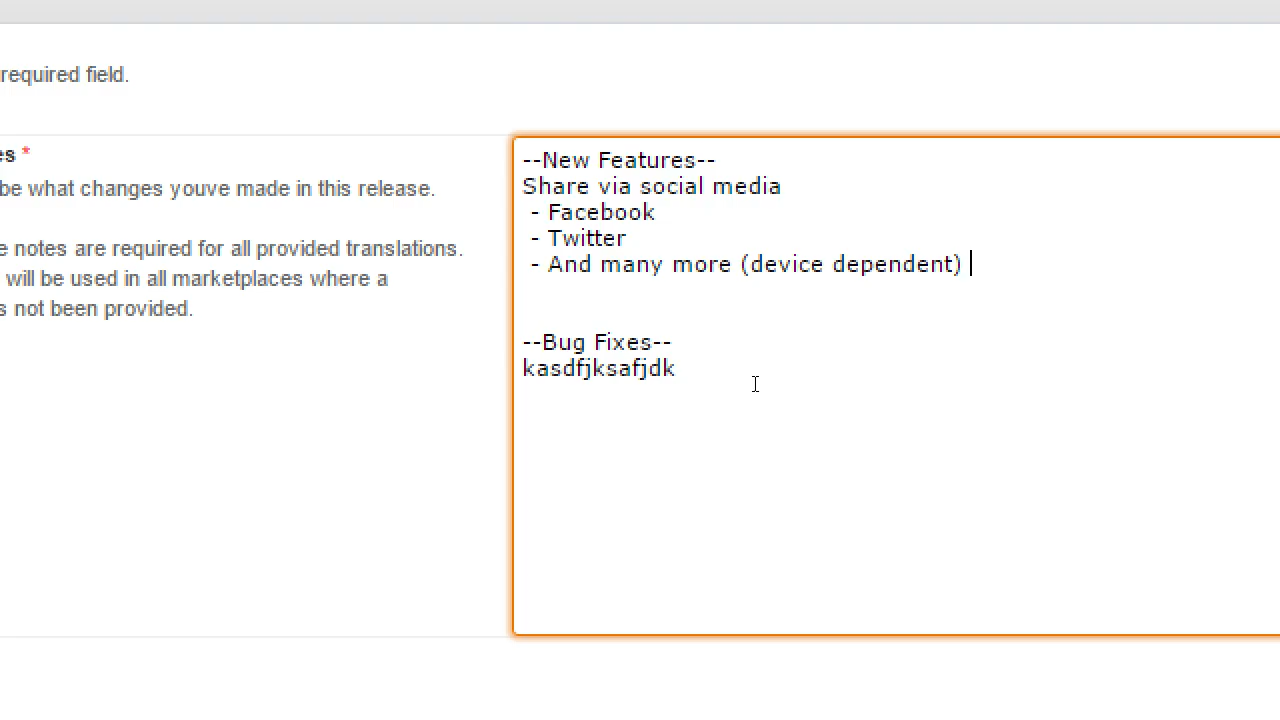 required field.
es *
be what changes youve made in this release.
e notes are required for all provided translations.
will be used in all marketplaces where a
s not been provided.
--New Features--
Share via social media
- Facebook
- Twitter
- And many more (device dependent)
--Bug Fixes--
kasdfjksafjdk